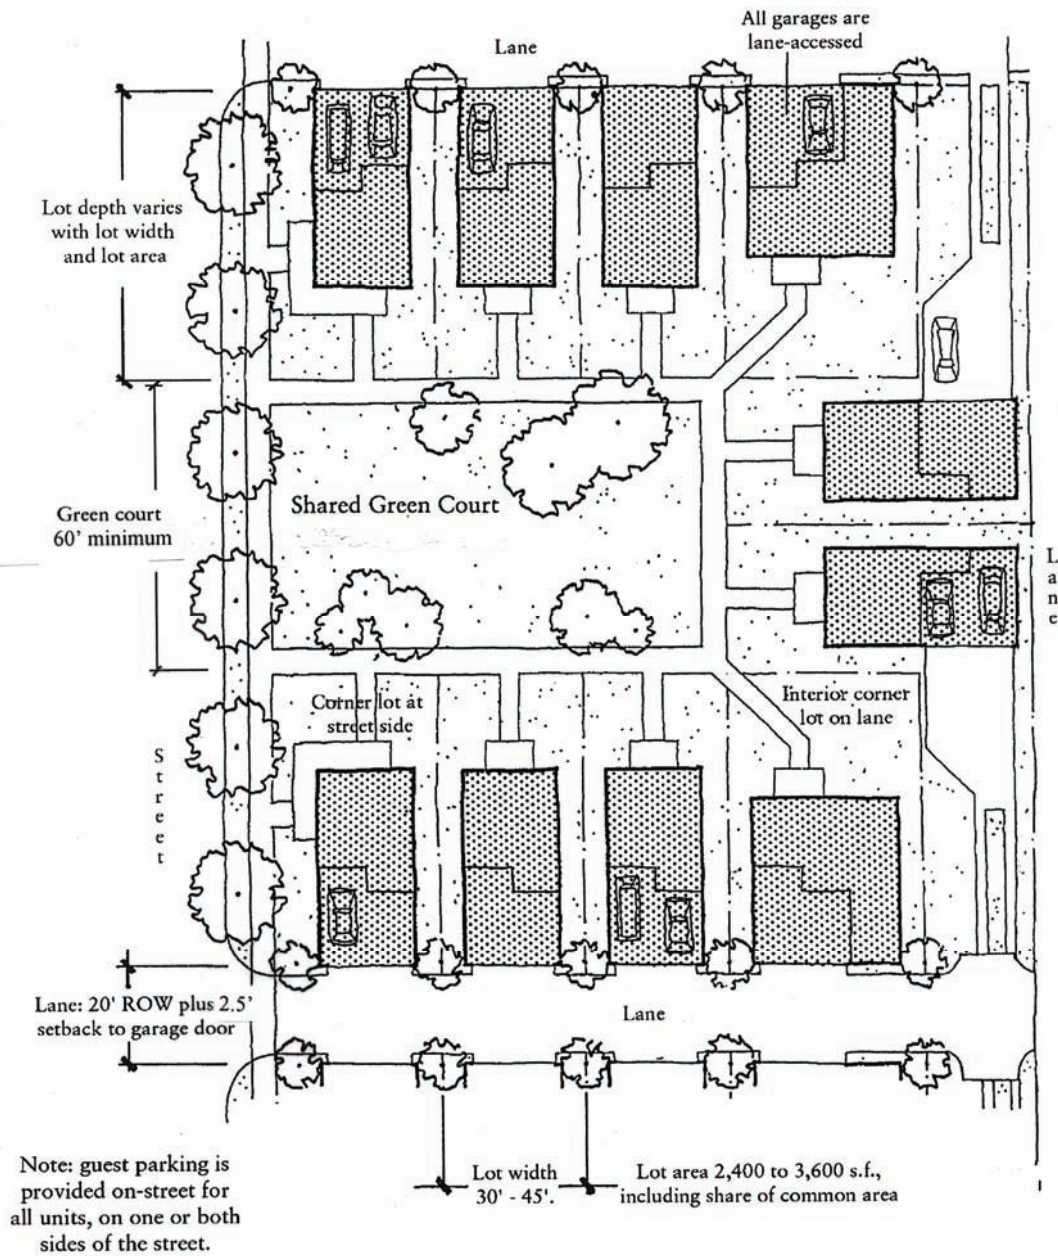 All garages are
lane-accessed
Lane
Lot depth varies
with lot width
and lot area
Shared Green Court
Green court
60' minimum
L
a
n
e
Corner lot at
street side
Interior corner
lot on lane
S
t
r
e
e
t
Lane: 20' ROW plus 2.5'
setback to garage door
Lane
Note: guest parking is
provided on-street for
all units, on one or both
sides of the street.
Lot width
30' - 45'.
Lot area 2,400 to 3,600 s.f.,
including share of common area